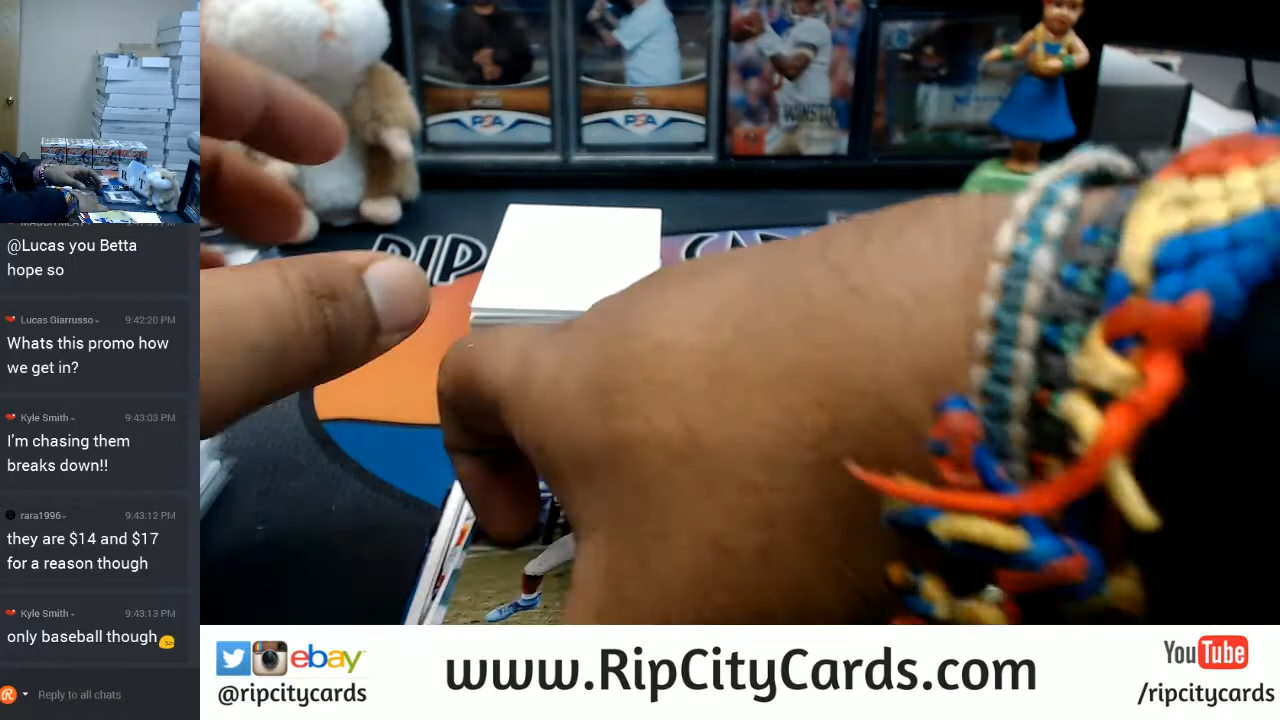 @Lucas you Betta
hope so
Lucas Giarrusso
9:42:20 PM
Whats this promo how
we get in?
Kyle Smith
9:43:03 PM
I'm chasing them
breaks down!!
rara1996
9:43:12 PM
they are $14 and $17
for a reason though
Kyle Smith
9:43:13 PM
only baseball though
Reply to all chats
PSA
PSA
WINSTON
RIP
ebay
@ripcitycards
www.RipCityCards.com
YouTube
/ripcitycards